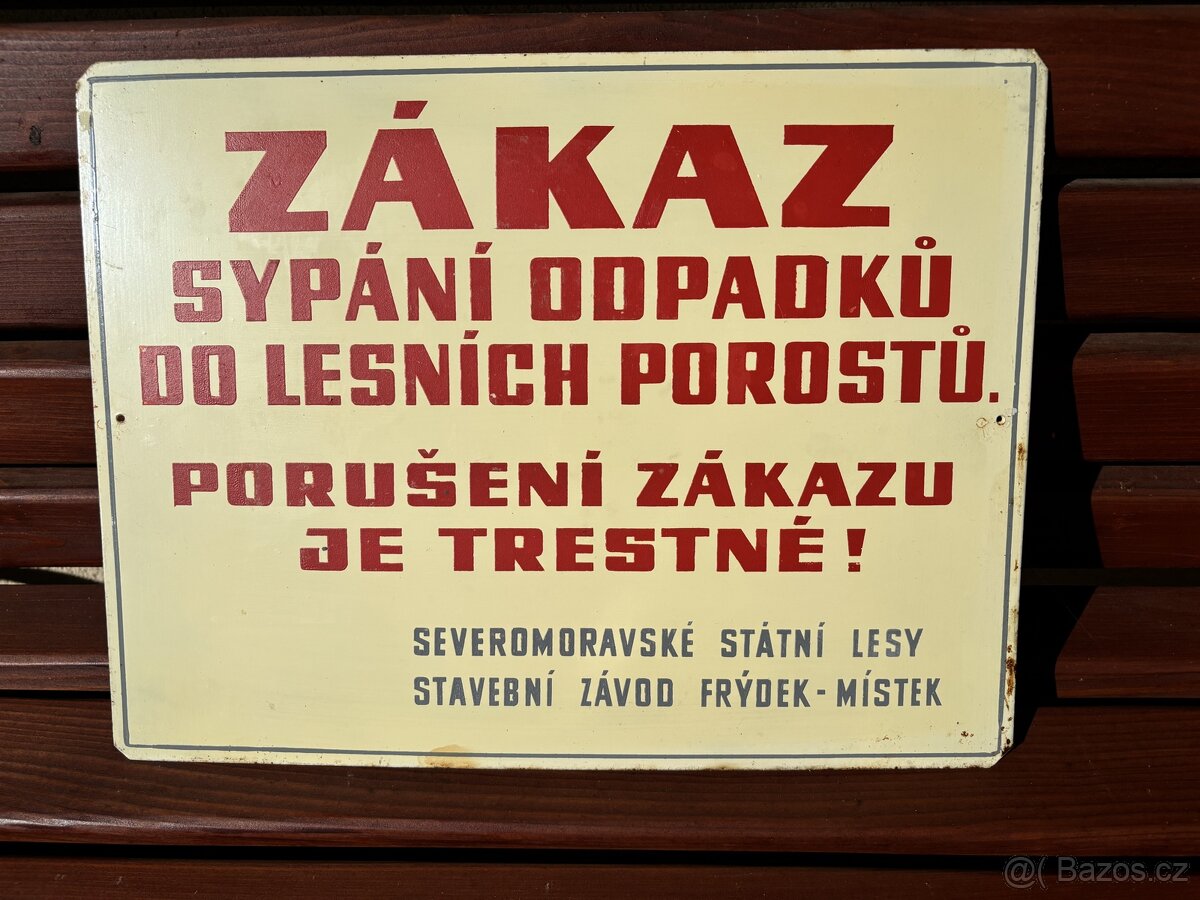 ZÁKAZ
SYPÁNÍ ODPADKŮ
DO LESNÍCH POROSTŮ.
PORUŠENÍ ZÁKAZU
JE TRESTNÉ!
SEVEROMORAVSKÉ STÁTNÍ LESY
STAVEBNÍ ZÁVOD FRÝDEK-MÍSTEK
@( Bazos.cz